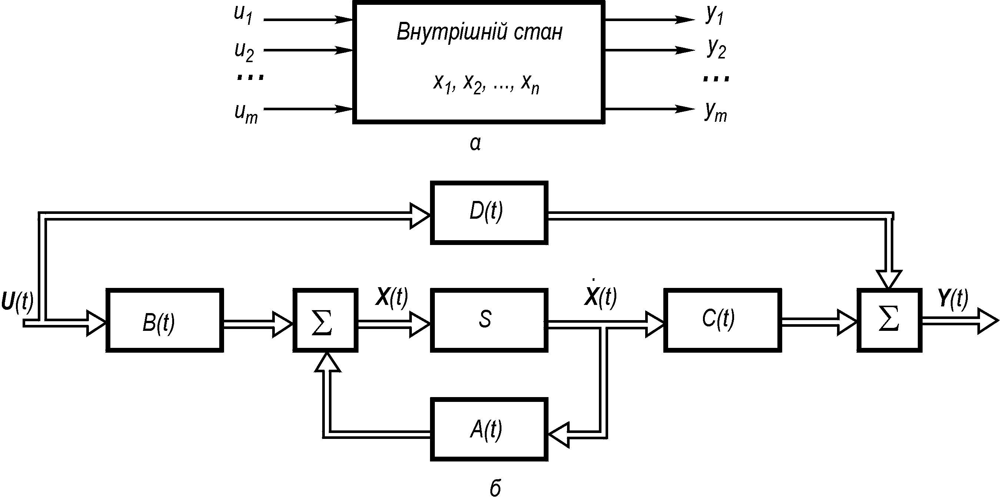 u1 y1
Внутрішній стан
u2 y2
... ...
x1, x2, ..., xn
um ym
а
D(t)
U(t) B(t) Σ X(t) S Ẋ(t) C(t) Σ Y(t)
A(t)
б